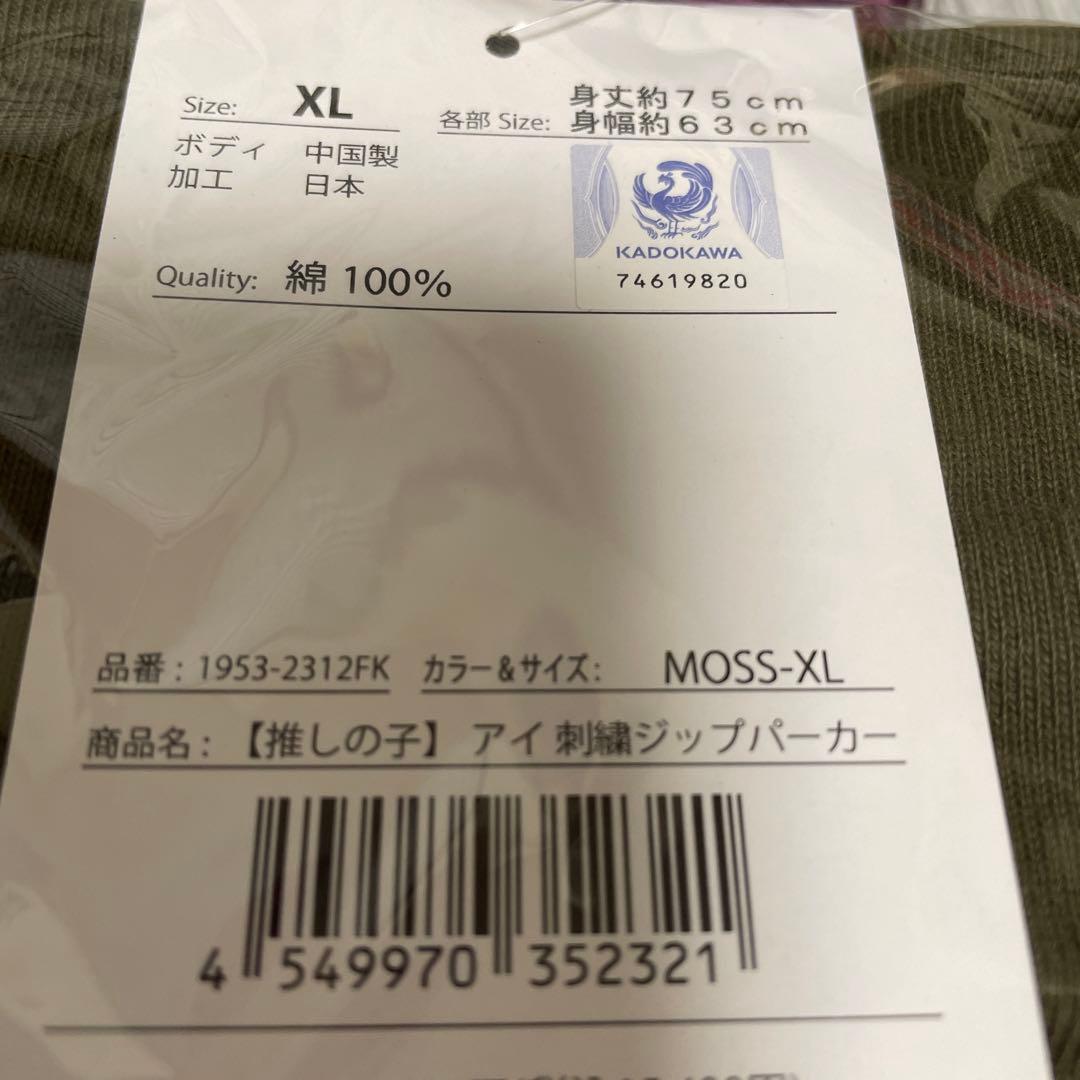 Size: XL
各部 Size: 身丈約75cm
身幅約63cm
ボディ 中国製
加工 日本
KADOKAWA
74619820
Quality: 綿 100%
品番：1953-2312FK カラー＆サイズ： MOSS-XL
商品名：【推しの子】 アイ 刺繍ジップパーカー
4 549970 352321